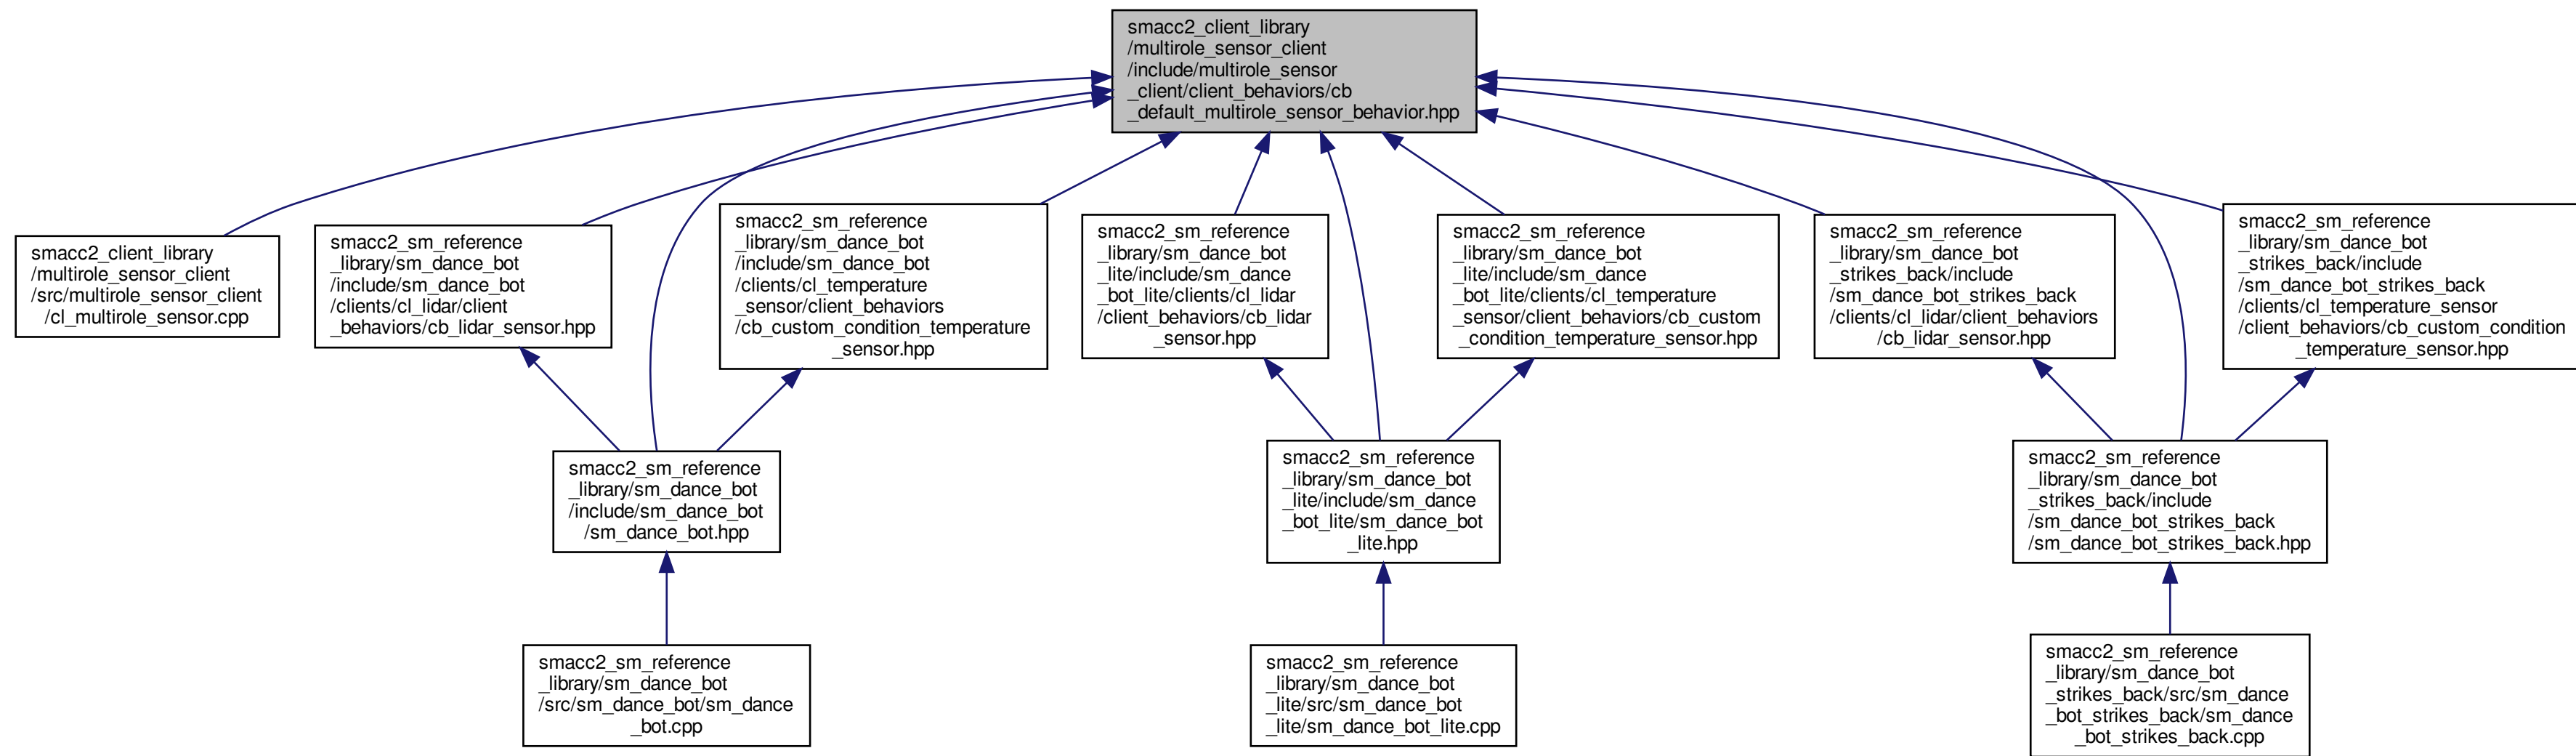 smacc2_client_library
/multirole_sensor_client
/include/multirole_sensor
_client/client_behaviors/cb
_default_multirole_sensor_behavior.hpp
smacc2_client_library
/multirole_sensor_client
/src/multirole_sensor_client
/cl_multirole_sensor.cpp
smacc2_sm_reference
_library/sm_dance_bot
/include/sm_dance_bot
/clients/cl_lidar/client
_behaviors/cb_lidar_sensor.hpp
smacc2_sm_reference
_library/sm_dance_bot
/include/sm_dance_bot
/clients/cl_temperature
_sensor/client_behaviors
/cb_custom_condition_temperature
_sensor.hpp
smacc2_sm_reference
_library/sm_dance_bot
_lite/include/sm_dance
_bot_lite/clients/cl_lidar
/client_behaviors/cb_lidar
_sensor.hpp
smacc2_sm_reference
_library/sm_dance_bot
_lite/include/sm_dance
_bot_lite/clients/cl_temperature
_sensor/client_behaviors/cb_custom
_condition_temperature_sensor.hpp
smacc2_sm_reference
_library/sm_dance_bot
_strikes_back/include
/sm_dance_bot_strikes_back
/clients/cl_lidar/client_behaviors
/cb_lidar_sensor.hpp
smacc2_sm_reference
_library/sm_dance_bot
_strikes_back/include
/sm_dance_bot_strikes_back
/clients/cl_temperature_sensor
/client_behaviors/cb_custom_condition
_temperature_sensor.hpp
smacc2_sm_reference
_library/sm_dance_bot
/include/sm_dance_bot
/sm_dance_bot.hpp
smacc2_sm_reference
_library/sm_dance_bot
_lite/include/sm_dance
_bot_lite/sm_dance_bot
_lite.hpp
smacc2_sm_reference
_library/sm_dance_bot
_strikes_back/include
/sm_dance_bot_strikes_back
/sm_dance_bot_strikes_back.hpp
smacc2_sm_reference
_library/sm_dance_bot
/src/sm_dance_bot/sm_dance
_bot.cpp
smacc2_sm_reference
_library/sm_dance_bot
_lite/src/sm_dance_bot
_lite/sm_dance_bot_lite.cpp
smacc2_sm_reference
_library/sm_dance_bot
_strikes_back/src/sm_dance
_bot_strikes_back/sm_dance
_bot_strikes_back.cpp